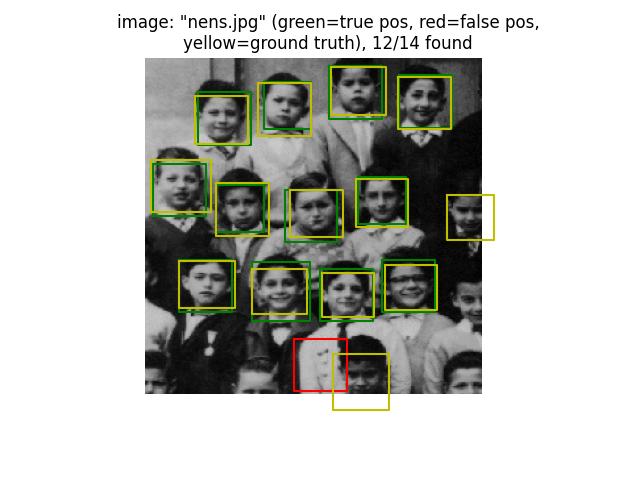 image: "nens.jpg" (green=true pos, red=false pos,
yellow=ground truth), 12/14 found